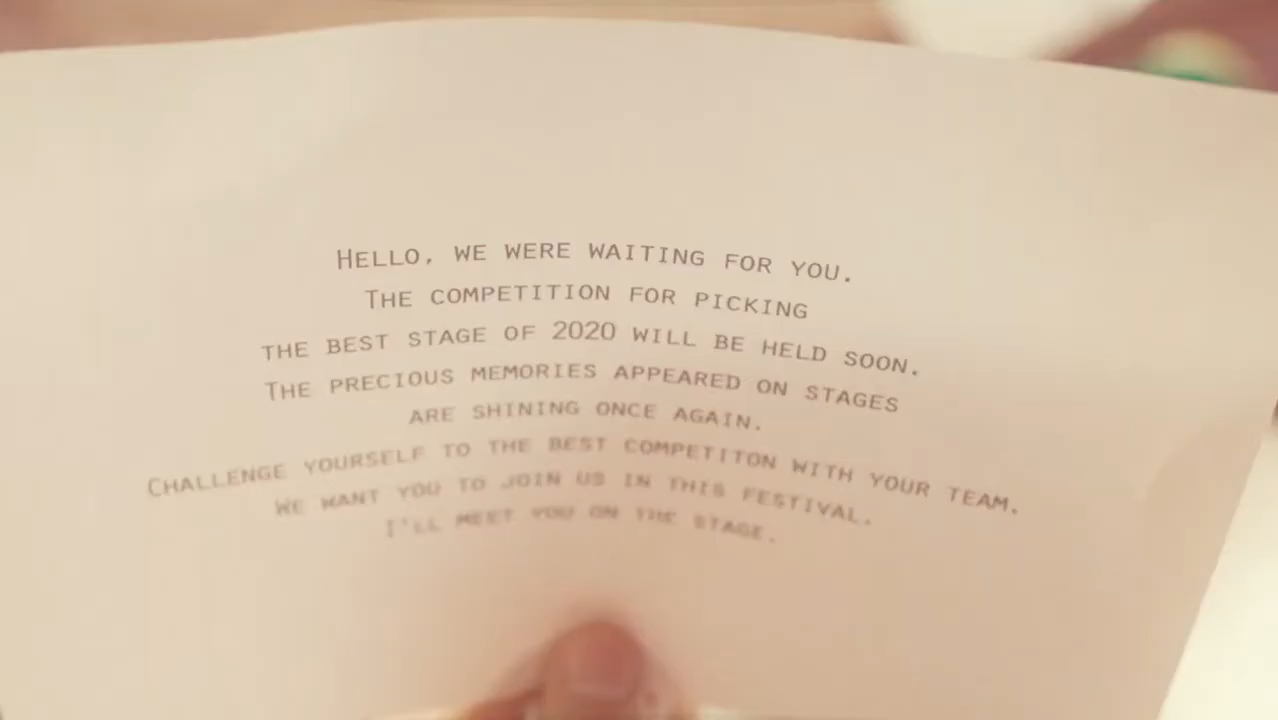 HELLO, WE WERE WAITING FOR YOU.
THE COMPETITION FOR PICKING
THE BEST STAGE OF 2020 WILL BE HELD SOON.
THE PRECIOUS MEMORIES APPEARED ON STAGES
ARE SHINING ONCE AGAIN.
CHALLENGE YOURSELF TO THE BEST COMPETITON WITH YOUR TEAM.
WE WANT YOU TO JOIN US IN THIS FESTIVAL.
I'LL MEET YOU ON THE STAGE.